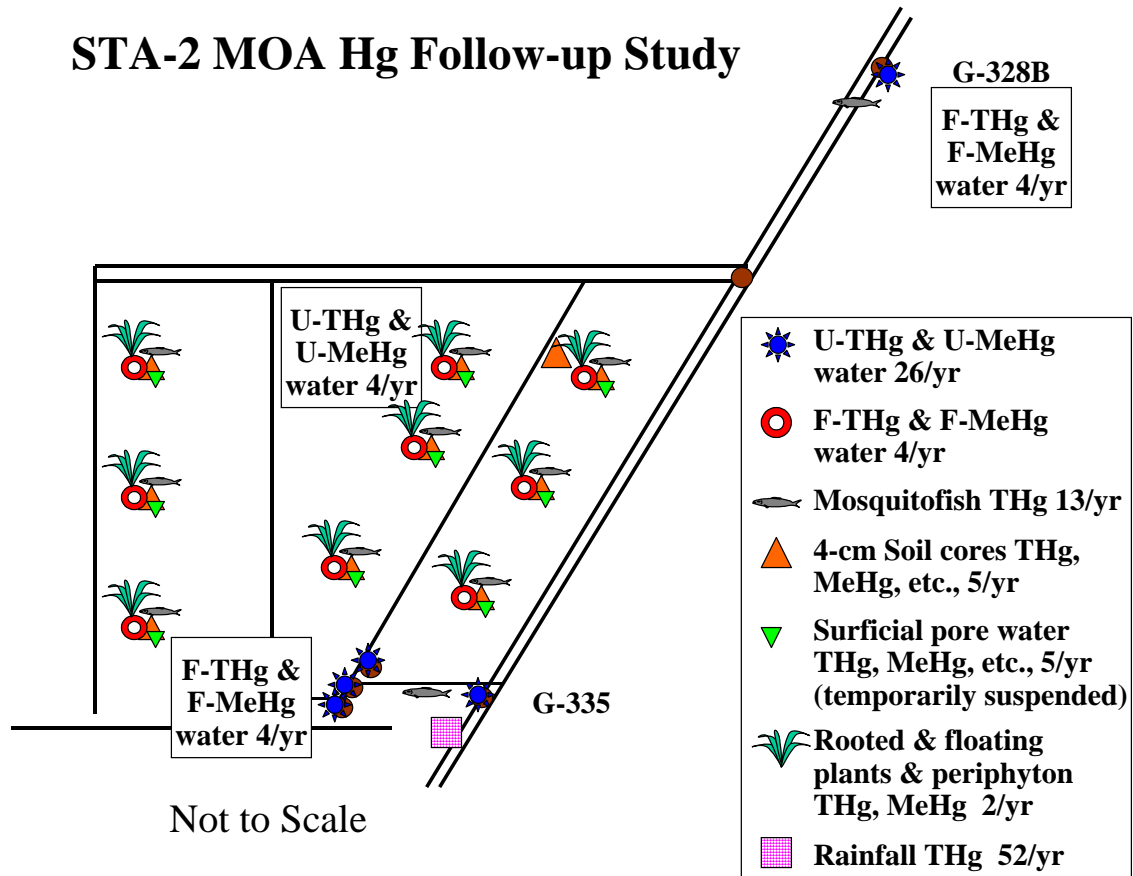 STA-2 MOA Hg Follow-up Study
G-328B
F-THg &
F-MeHg
water 4/yr
U-THg &
U-MeHg
water 4/yr
F-THg &
F-MeHg
water 4/yr
G-335
Not to Scale
U-THg & U-MeHg
water 26/yr
F-THg & F-MeHg
water 4/yr
Mosquitofish THg 13/yr
4-cm Soil cores THg,
MeHg, etc., 5/yr
Surficial pore water
THg, MeHg, etc., 5/yr
(temporarily suspended)
Rooted & floating
plants & periphyton
THg, MeHg 2/yr
Rainfall THg 52/yr